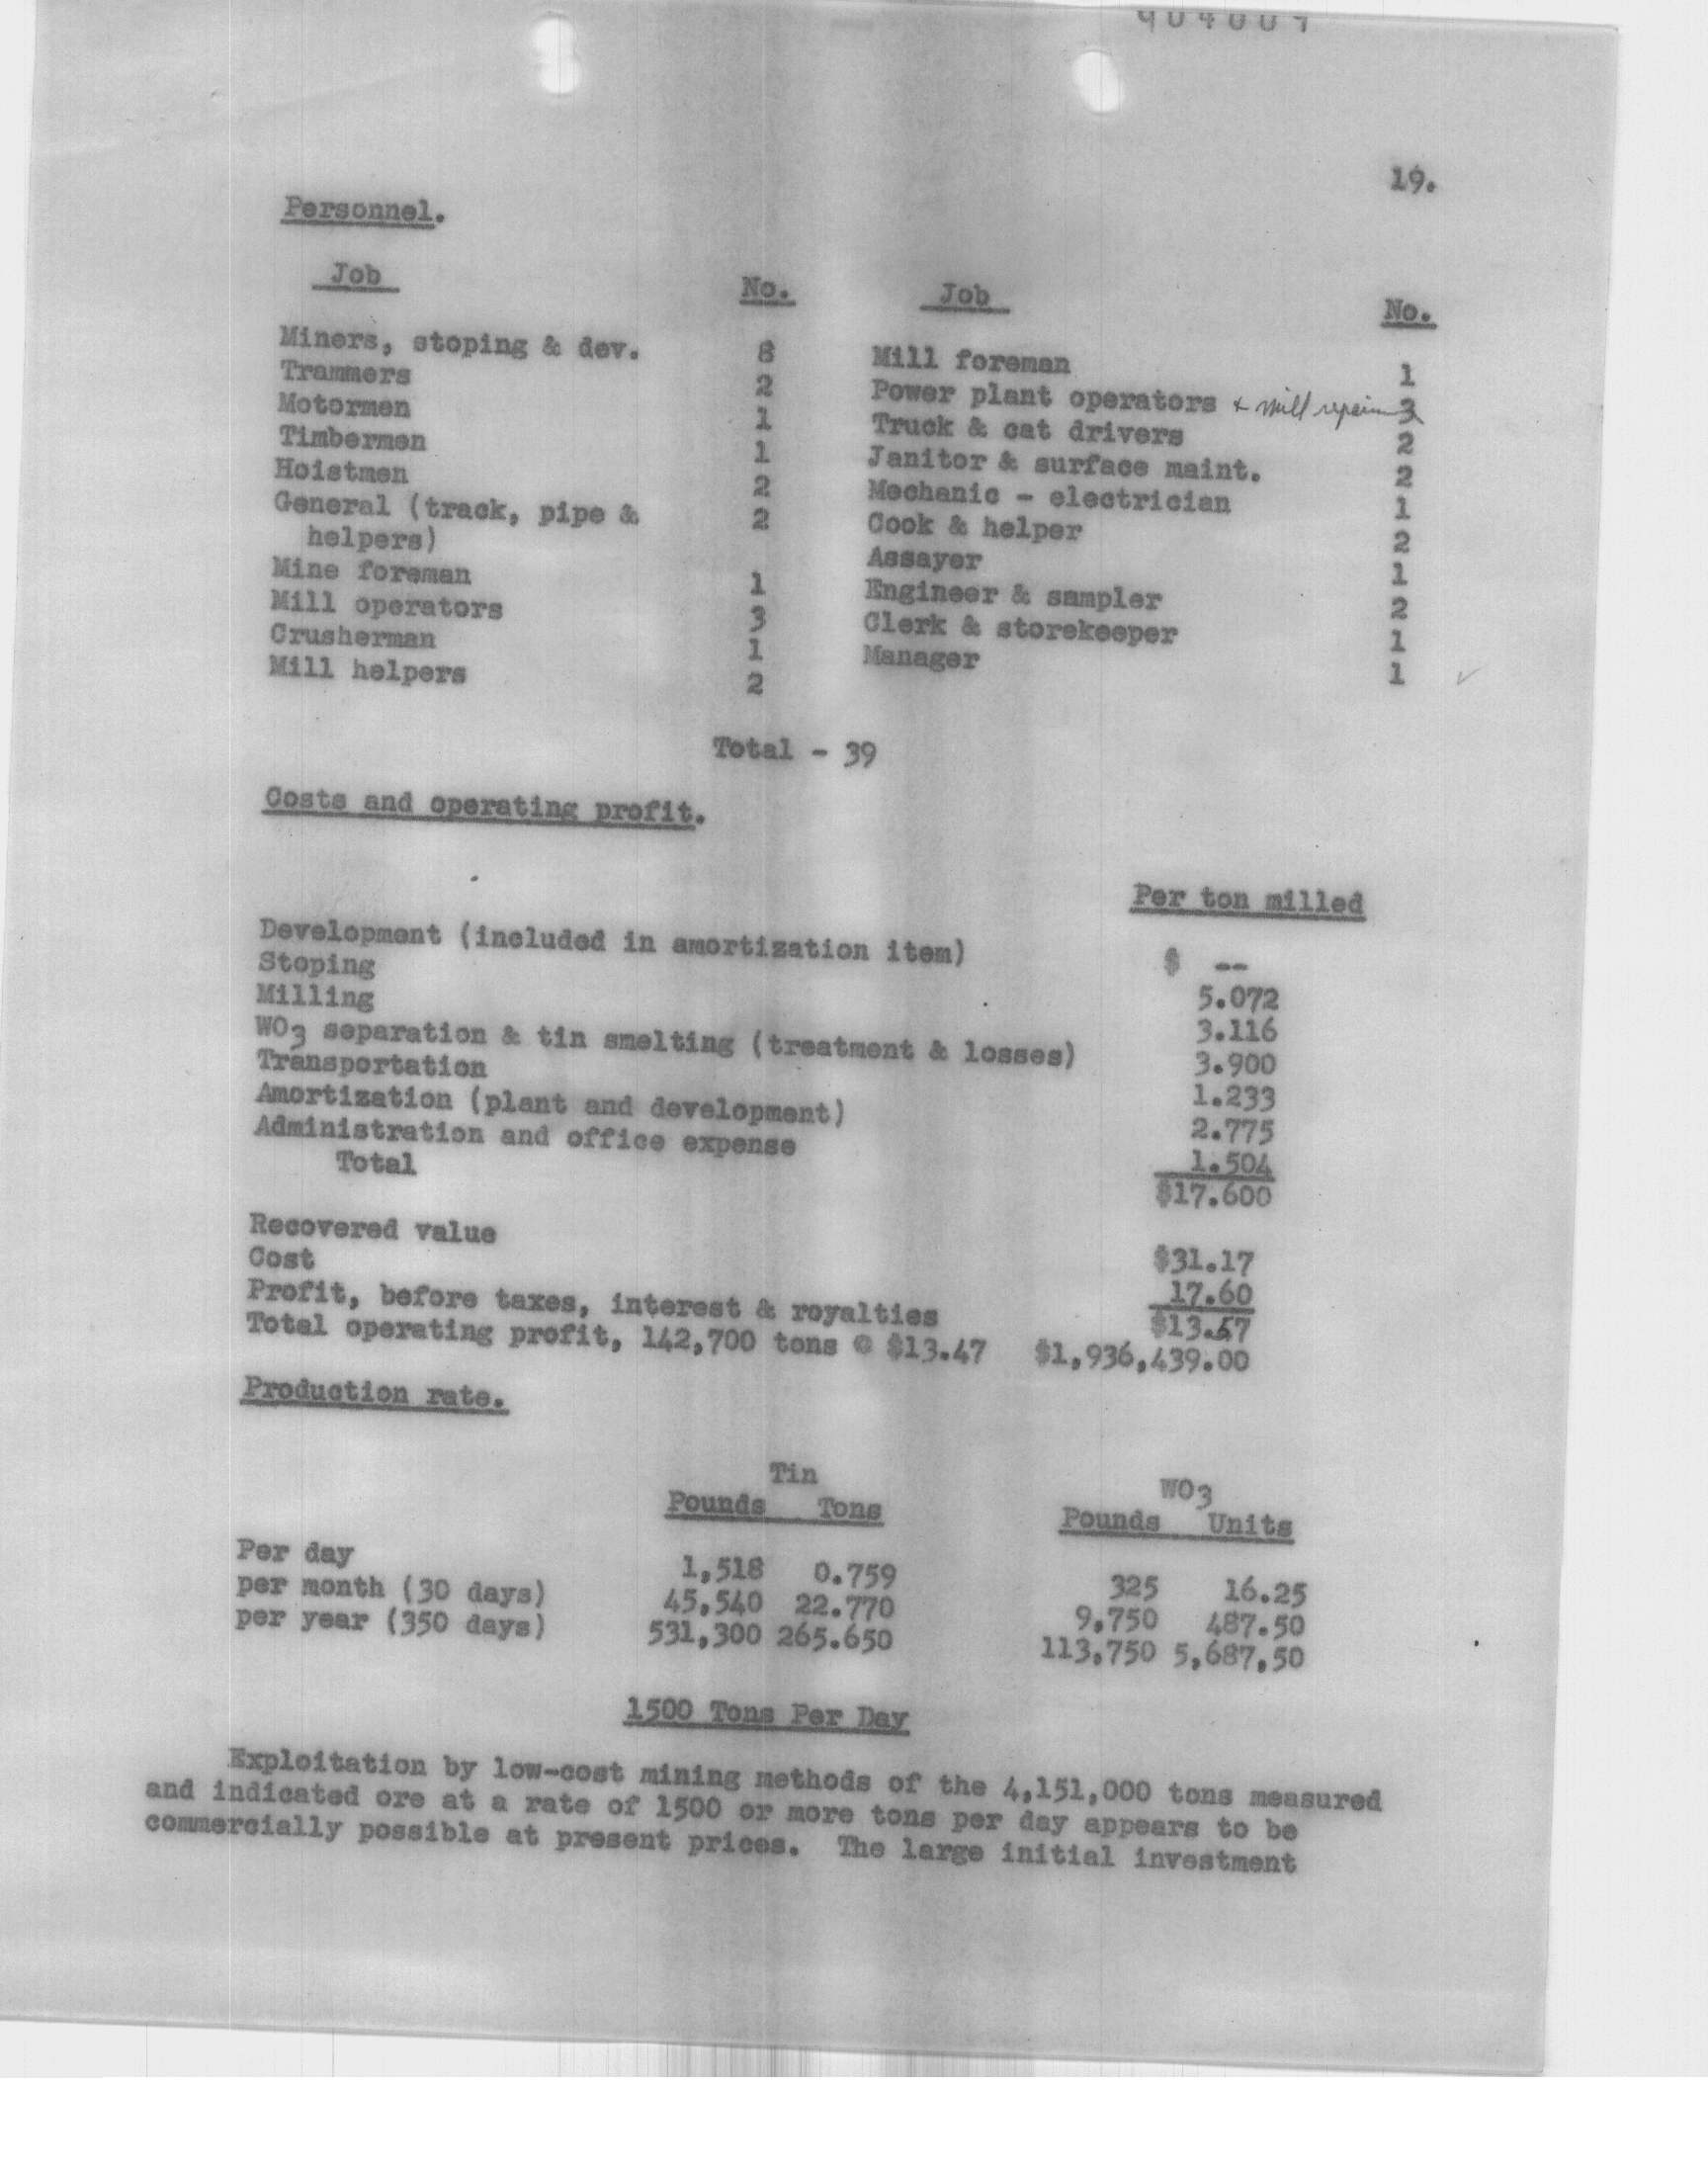 19.
Personnel.
Job No. Job No.
Miners, stoping & dev. 8 Mill foreman 1
Trammers 2 Power plant operators + mill repair 3
Motormen 1 Truck & cat drivers 2
Timbermen 1 Janitor & surface maint. 2
Hoistmen 2 Mechanic - electrician 1
General (track, pipe & 2 Cook & helper 2
helpers) Assayer 1
Mine foreman 1 Engineer & sampler 2
Mill operators 3 Clerk & storekeeper 1
Crusherman 1 Manager 1 ✓
Mill helpers 2
Total - 39
Costs and operating profit.
Per ton milled
Development (included in amortization item) $ --
Stoping 5.072
Milling 3.116
WO3 separation & tin smelting (treatment & losses) 3.900
Transportation 1.233
Amortization (plant and development) 2.775
Administration and office expense 1.504
Total $17.600
Recovered value $31.17
Cost 17.60
Profit, before taxes, interest & royalties $13.57
Total operating profit, 142,700 tons @ $13.47 $1,936,439.00
Production rate.
Tin WO3
Pounds Tons Pounds Units
Per day 1,518 0.759 325 16.25
per month (30 days) 45,540 22.770 9,750 487.50
per year (350 days) 531,300 265.650 113,750 5,687,50
1500 Tons Per Day
Exploitation by low-cost mining methods of the 4,151,000 tons measured
and indicated ore at a rate of 1500 or more tons per day appears to be
commercially possible at present prices. The large initial investment